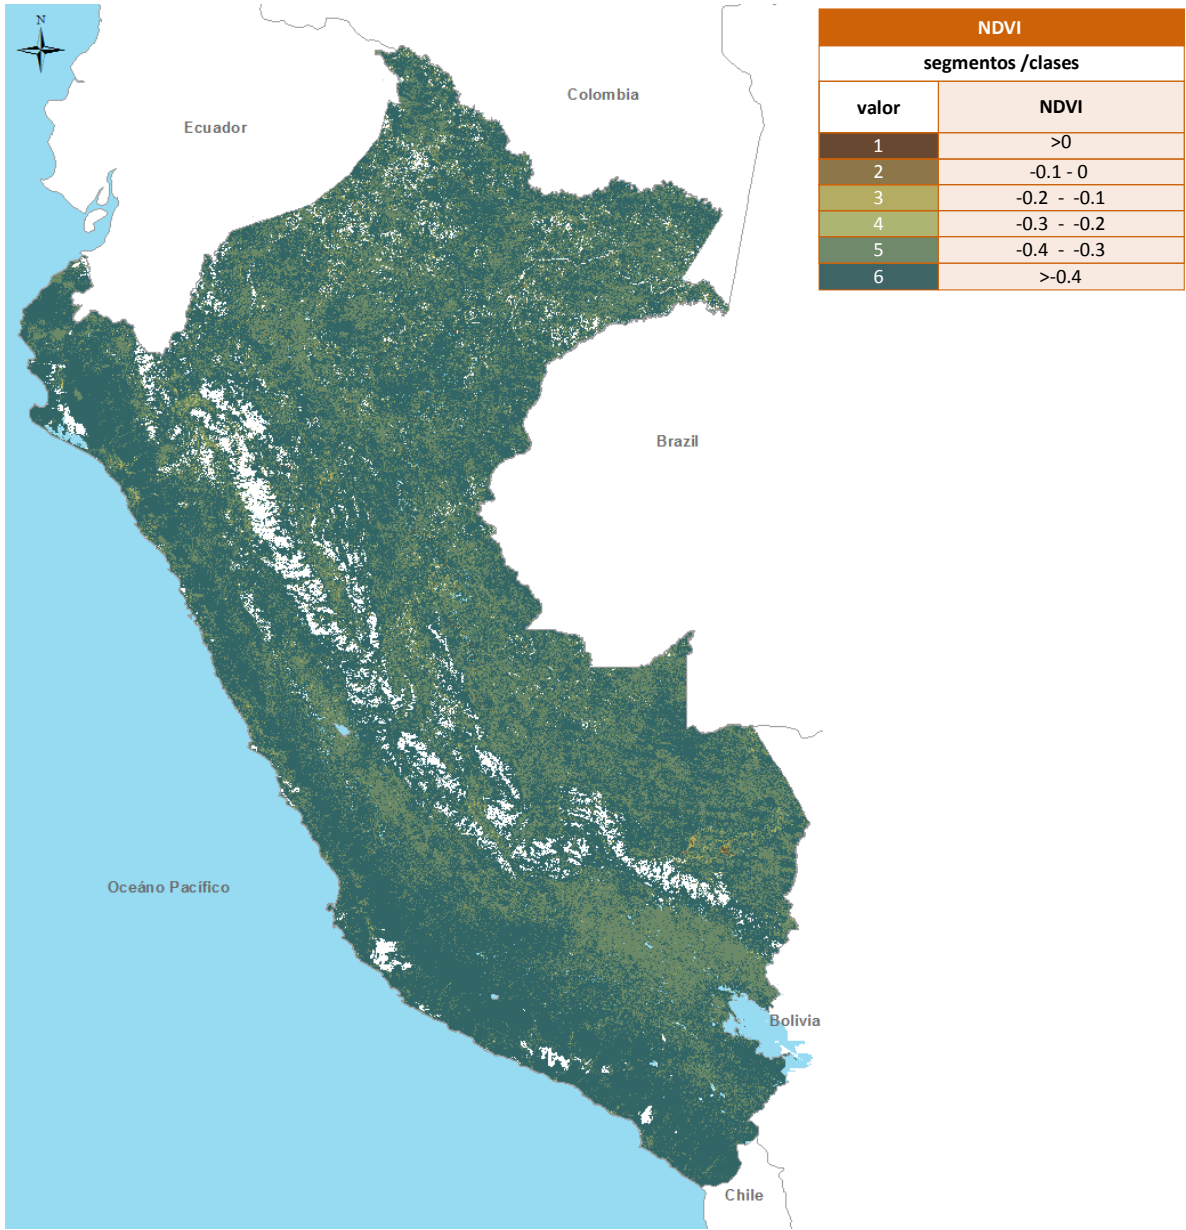 N
NDVI
segmentos /clases
valor NDVI
1 >0
2 -0.1 - 0
3 -0.2 - -0.1
4 -0.3 - -0.2
5 -0.4 - -0.3
6 >-0.4
Colombia
Ecuador
Brazil
Oceáno Pacífico
Bolivia
Chile